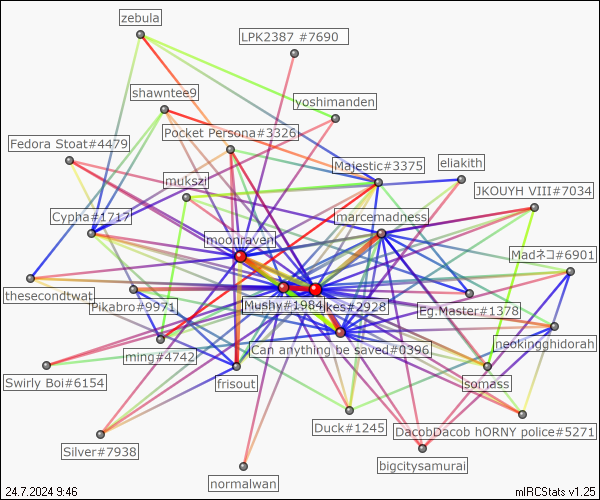 zebula
LPK2387 #7690
shawntee9
yoshimanden
Pocket Persona#3326
Fedora Stoat#4479
Majestic#3375
eliakith
mukszi
JKOUYH VIII#7034
Cypha#1717
marcemadness
moonraven
Madネコ#6901
thesecondtwat
Pikabro#9971
Mushy#1984
kes#2928
Eg.Master#1378
neokingghidorah
Can anything be saved#0396
ming#4742
Swirly Boi#6154
frisout
somass
Duck#1245
DacobDacob hORNY police#5271
Silver#7938
bigcitysamurai
normalwan
24.7.2024 9:46
mIRCStats v1.25